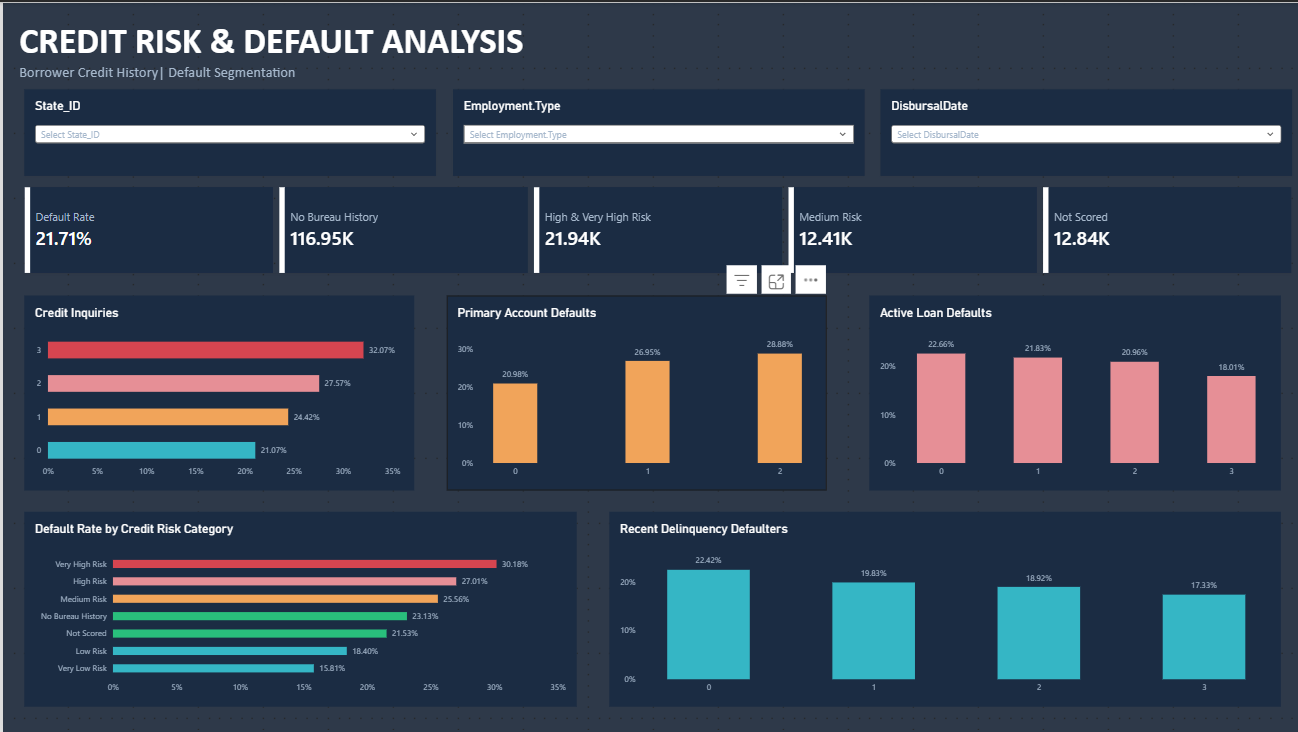 CREDIT RISK & DEFAULT ANALYSIS
Borrower Credit History| Default Segmentation
State_ID
Select State_ID
Employment.Type
Select Employment.Type
DisbursalDate
Select DisbursalDate
Default Rate
21.71%
No Bureau History
116.95K
High & Very High Risk
21.94K
Medium Risk
12.41K
Not Scored
12.84K
Credit Inquiries
3 32.07%
2 27.57%
1 24.42%
0 21.07%
0% 5% 10% 15% 20% 25% 30% 35%
Primary Account Defaults
30%
20%
10%
0%
20.98% 26.95% 28.88%
0 1 2
Active Loan Defaults
20%
10%
0%
22.66% 21.83% 20.96% 18.01%
0 1 2 3
Default Rate by Credit Risk Category
Very High Risk 30.18%
High Risk 27.01%
Medium Risk 25.56%
No Bureau History 23.13%
Not Scored 21.53%
Low Risk 18.40%
Very Low Risk 15.81%
0% 5% 10% 15% 20% 25% 30% 35%
Recent Delinquency Defaulters
20%
10%
0%
22.42% 19.83% 18.92% 17.33%
0 1 2 3